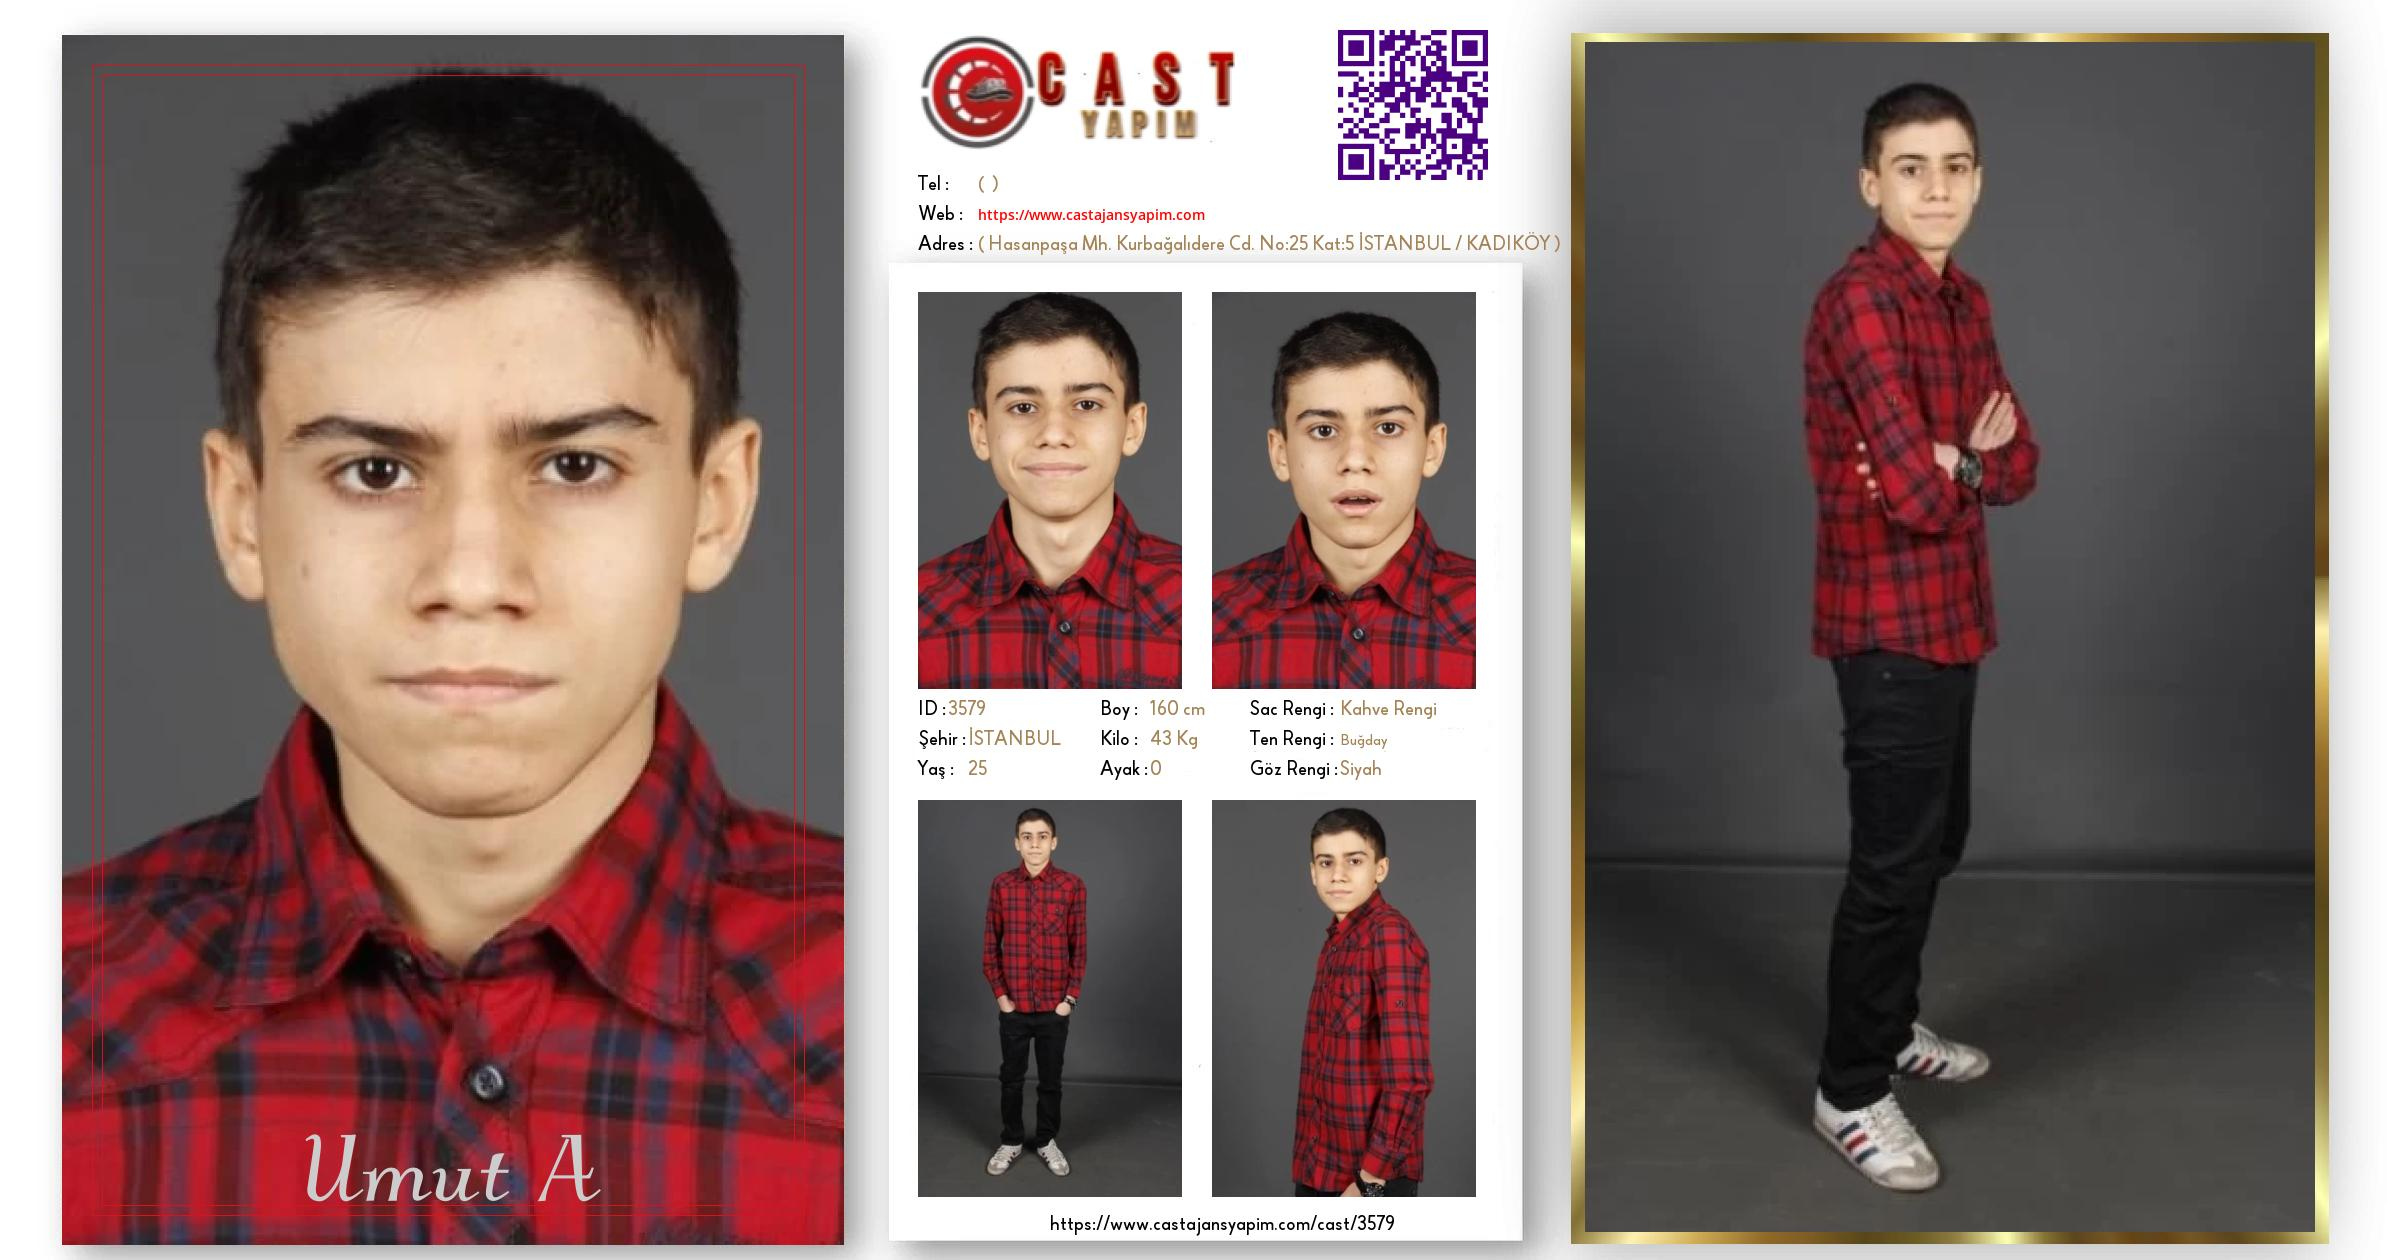 CAST
YAPIM
Tel : ( )
Web : https://www.castajansyapim.com
Adres : ( Hasanpaşa Mh. Kurbağalıdere Cd. No:25 Kat:5 İSTANBUL / KADIKÖY )
ID : 3579 Boy : 160 cm Sac Rengi : Kahve Rengi
Şehir : İSTANBUL Kilo : 43 Kg Ten Rengi : Buğday
Yaş : 25 Ayak : 0 Göz Rengi : Siyah
Umut A
https://www.castajansyapim.com/cast/3579